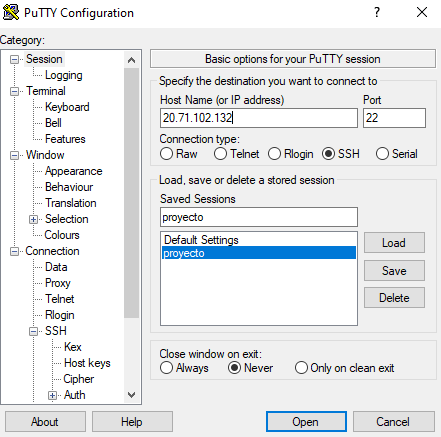 PuTTY Configuration
? ×
Category:
Session
Logging
Terminal
Keyboard
Bell
Features
Window
Appearance
Behaviour
Translation
Selection
Colours
Connection
Data
Proxy
Telnet
Rlogin
SSH
Kex
Host keys
Cipher
Auth
Basic options for your PuTTY session
Specify the destination you want to connect to
Host Name (or IP address) Port
20.71.102.132 22
Connection type:
Raw Telnet Rlogin SSH Serial
Load, save or delete a stored session
Saved Sessions
proyecto
Default Settings
proyecto
Load
Save
Delete
Close window on exit:
Always Never Only on clean exit
About Help Open Cancel